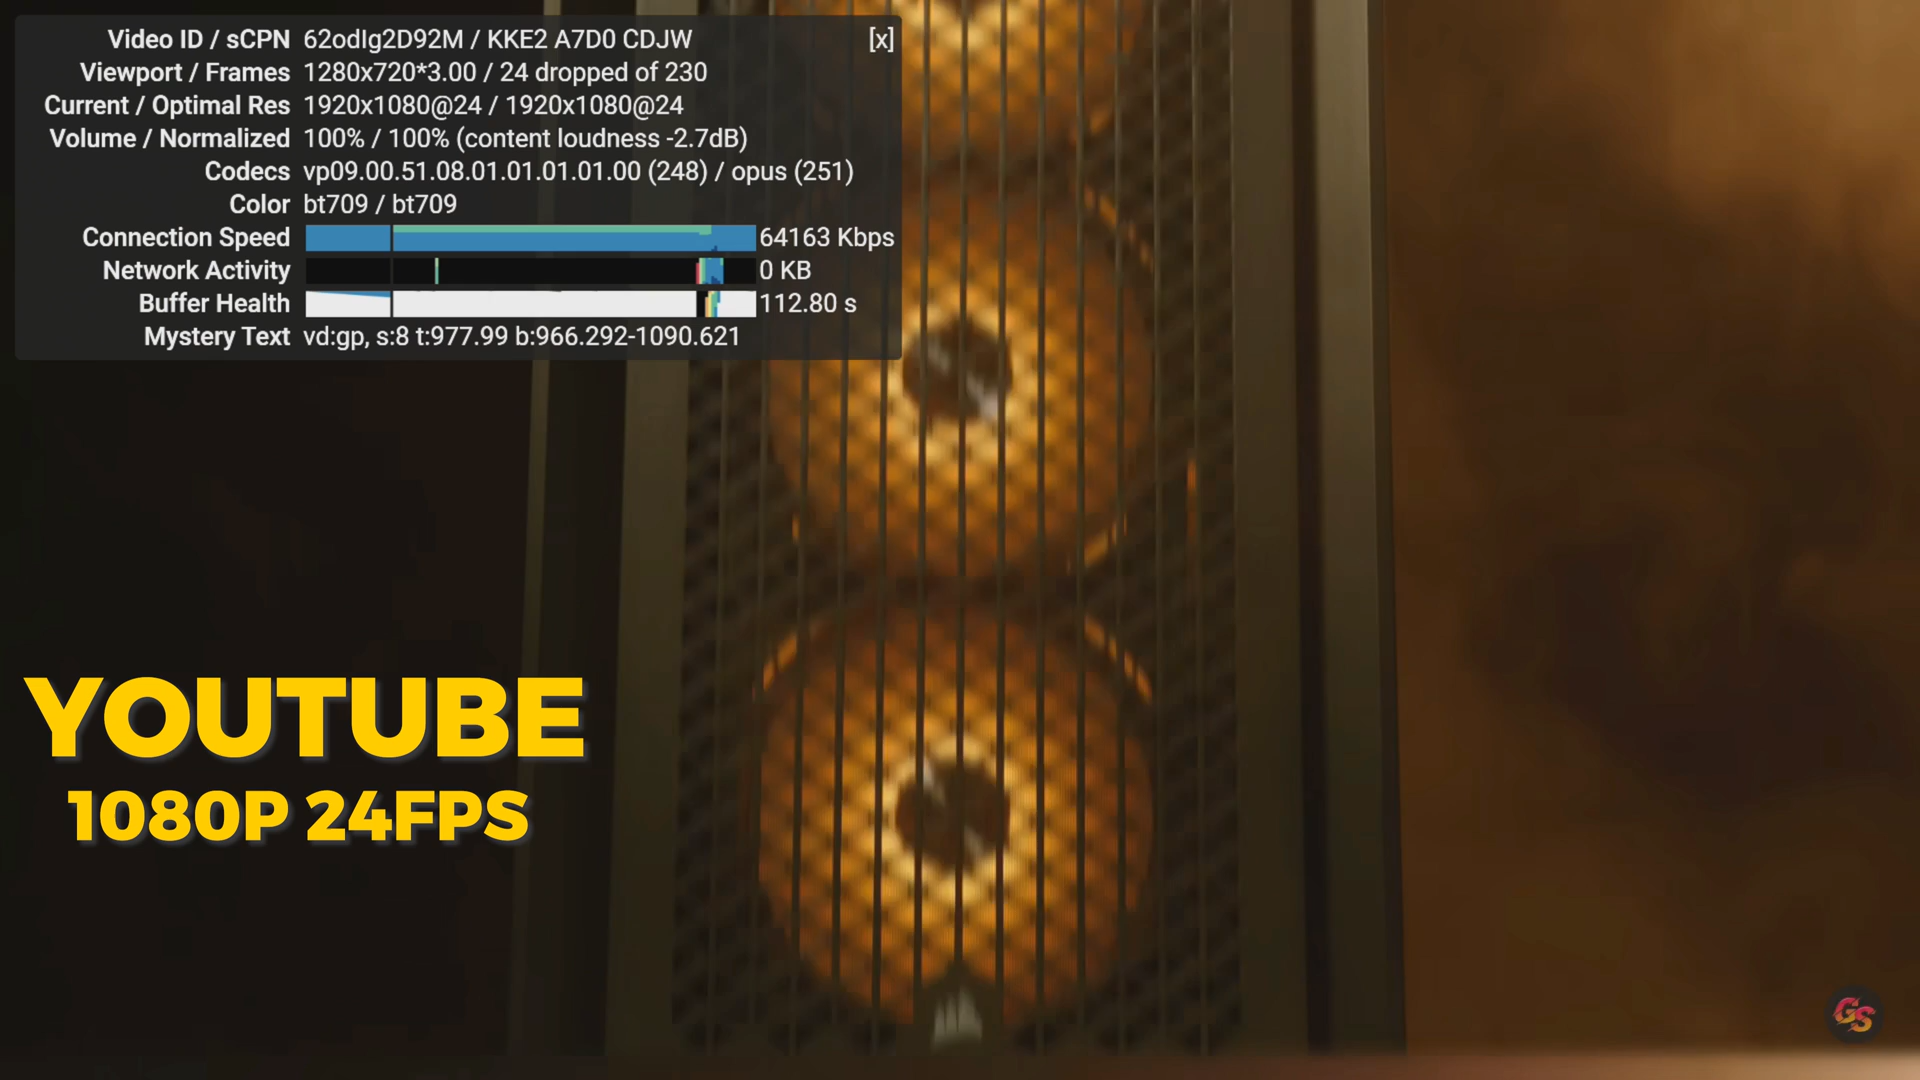 Video ID / sCPN 62odIg2D92M / KKE2 A7D0 CDJW [x]
Viewport / Frames 1280x720*3.00 / 24 dropped of 230
Current / Optimal Res 1920x1080@24 / 1920x1080@24
Volume / Normalized 100% / 100% (content loudness -2.7dB)
Codecs vp09.00.51.08.01.01.01.01.00 (248) / opus (251)
Color bt709 / bt709
Connection Speed 64163 Kbps
Network Activity 0 KB
Buffer Health 112.80 s
Mystery Text vd:gp, s:8 t:977.99 b:966.292-1090.621
YOUTUBE
1080P 24FPS
GS